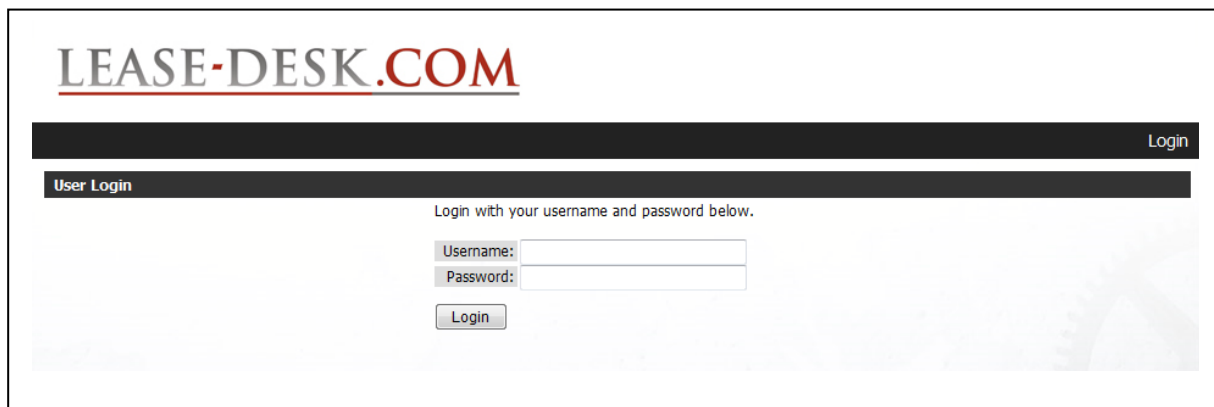 LEASE-DESK.COM
Login
User Login
Login with your username and password below.
Username:
Password:
Login